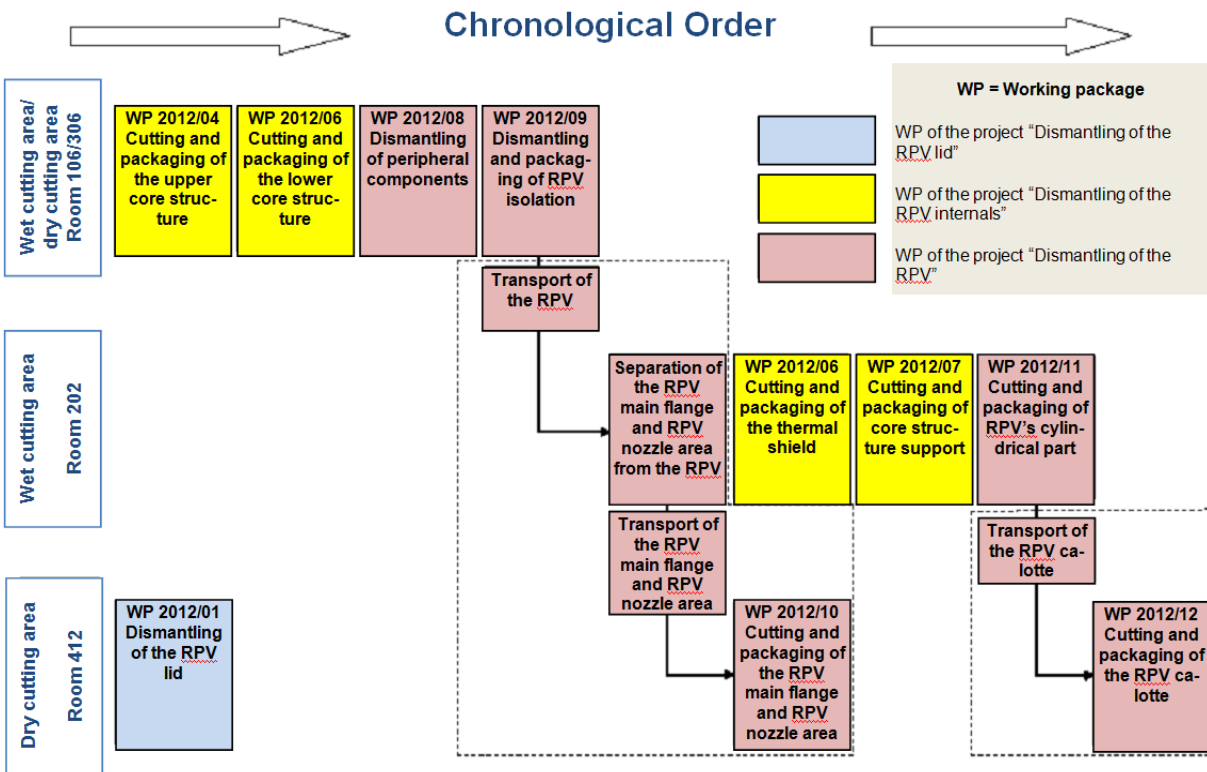 Chronological Order
WP = Working package
WP of the project “Dismantling of the
RPV lid”
WP of the project “Dismantling of the
RPV internals”
WP of the project “Dismantling of the
RPV”
Wet cutting area/
dry cutting area
Room 106/306
WP 2012/04
Cutting and
packaging of
the upper
core struc-
ture
WP 2012/06
Cutting and
packaging of
the lower
core struc-
ture
WP 2012/08
Dismantling
of peripheral
components
WP 2012/09
Dismantling
and packag-
ing of RPV
isolation
Transport of
the RPV
Wet cutting area
Room 202
Separation of
the RPV
main flange
and RPV
nozzle area
from the RPV
WP 2012/06
Cutting and
packaging of
the thermal
shield
WP 2012/07
Cutting and
packaging of
core struc-
ture support
WP 2012/11
Cutting and
packaging of
RPV’s cylin-
drical part
Transport of
the RPV
main flange
and RPV
nozzle area
Transport of
the RPV ca-
lotte
Dry cutting area
Room 412
WP 2012/01
Dismantling
of the RPV
lid
WP 2012/10
Cutting and
packaging of
the RPV
main flange
and RPV
nozzle area
WP 2012/12
Cutting and
packaging of
the RPV ca-
lotte